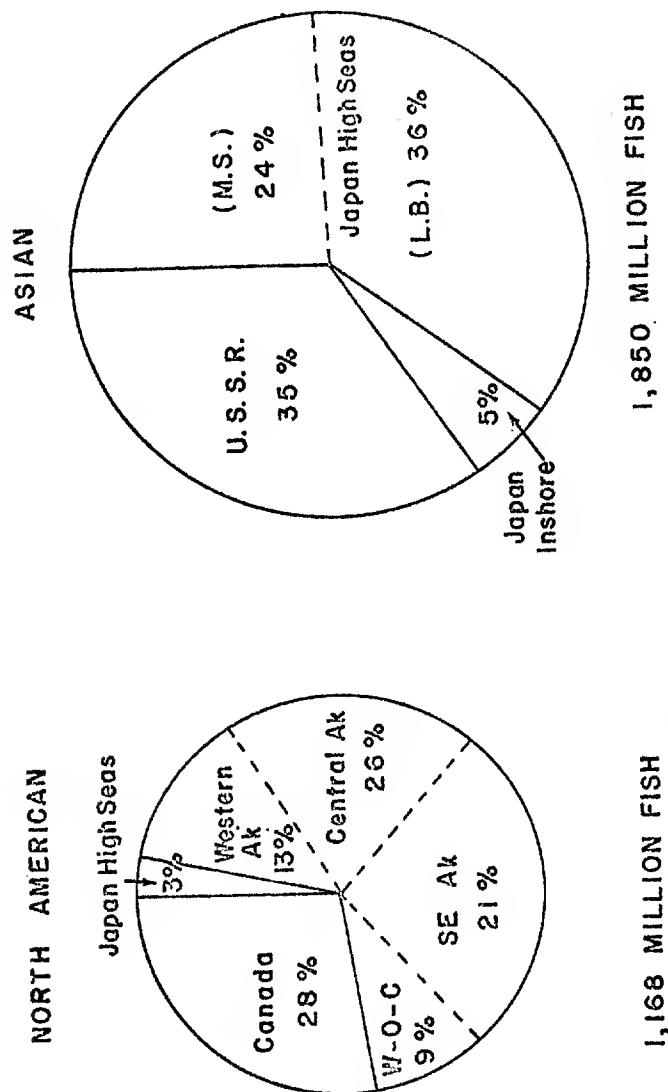 NORTH AMERICAN
Japan High Seas
3%
Western
Ak
13%
Central Ak
26%
SE Ak
21%
W-O-C
9%
Canada
28%
1,168 MILLION FISH
ASIAN
(M.S.)
24%
Japan High Seas
(L.B.) 36%
5%
Japan
Inshore
U.S.S.R.
35%
1,850 MILLION FISH